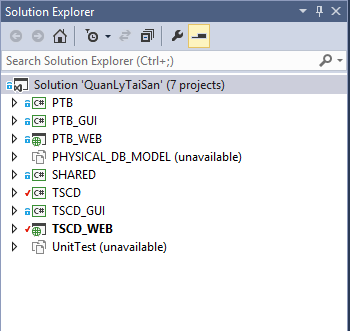 Solution Explorer
Search Solution Explorer (Ctrl+;)
Solution 'QuanLyTaiSan' (7 projects)
C# PTB
C# PTB_GUI
PTB_WEB
PHYSICAL_DB_MODEL (unavailable)
C# SHARED
C# TSCD
C# TSCD_GUI
TSCD_WEB
UnitTest (unavailable)